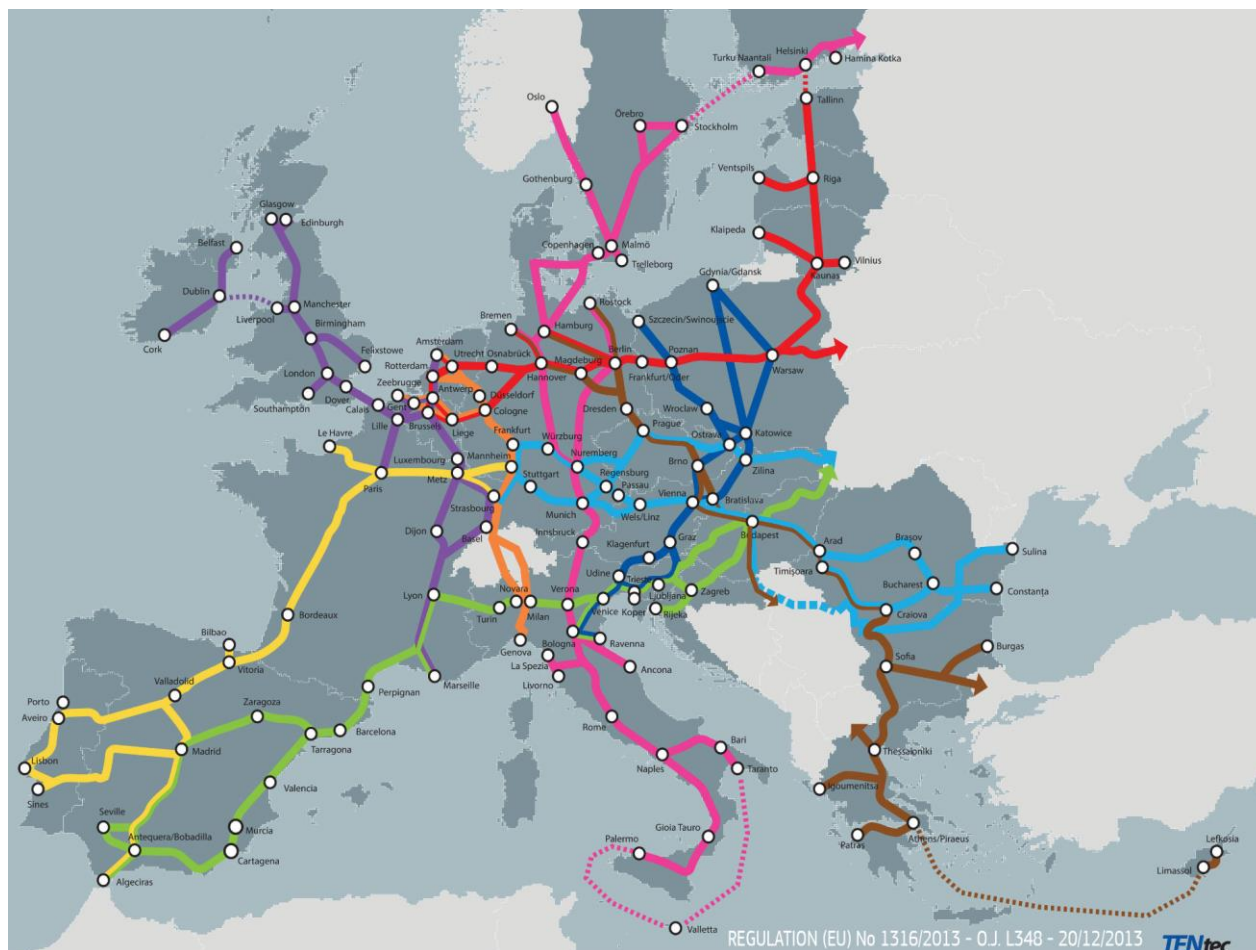 Turku Naantali
Helsinki
Hamina Kotka
Oslo
Tallinn
Örebro
Stockholm
Ventspils
Riga
Gothenburg
Glasgow
Edinburgh
Klaipeda
Belfast
Copenhagen
Malmö
Vilnius
Trelleborg
Kaunas
Gdynia/Gdansk
Dublin
Rostock
Manchester
Liverpool
Szczecin/Swinoujscie
Bremen
Birmingham
Hamburg
Cork
Amsterdam
Felixstowe
Utrecht
Osnabrück
Magdeburg
Berlin
Poznan
Rotterdam
Warsaw
London
Hannover
Frankfurt/Oder
Zeebrugge
Antwerp
Düsseldorf
Dover
Calais
Gent
Southampton
Cologne
Dresden
Wroclaw
Lille
Brussels
Liege
Prague
Le Havre
Frankfurt
Würzburg
Ostrava
Katowice
Luxembourg
Mannheim
Nuremberg
Brno
Zilina
Paris
Metz
Stuttgart
Regensburg
Passau
Vienna
Bratislava
Strasbourg
Munich
Wels/Linz
Dijon
Basel
Innsbruck
Klagenfurt
Graz
Budapest
Arad
Braşov
Sulina
Timişoara
Udine
Trieste
Bucharest
Lyon
Novara
Verona
Ljubljana
Zagreb
Constanţa
Turin
Milan
Venice
Koper
Rijeka
Craiova
Bordeaux
Bologna
Ravenna
Genova
Bilbao
La Spezia
Ancona
Sofia
Burgas
Vitoria
Livorno
Marseille
Valladolid
Perpignan
Porto
Zaragoza
Aveiro
Rome
Barcelona
Tarragona
Madrid
Bari
Thessaloniki
Lisbon
Naples
Taranto
Valencia
Igoumenitsa
Sines
Seville
Murcia
Gioia Tauro
Antequera/Bobadilla
Palermo
Patras
Athens/Piraeus
Lefkosia
Cartagena
Limassol
Algeciras
Valletta
REGULATION (EU) No 1316/2013 - O.J. L348 - 20/12/2013
TENtec